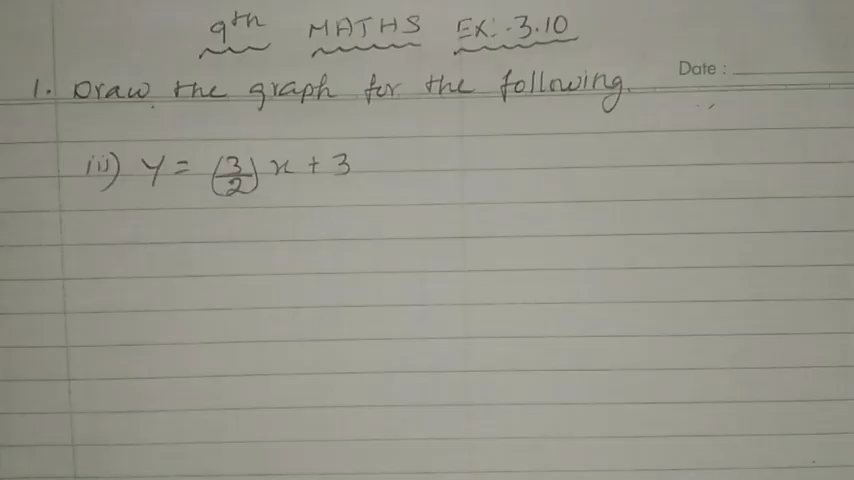 9th MATHS EX:-3.10
Date :
1. Draw the graph for the following.
iii) y = (3/2) x + 3